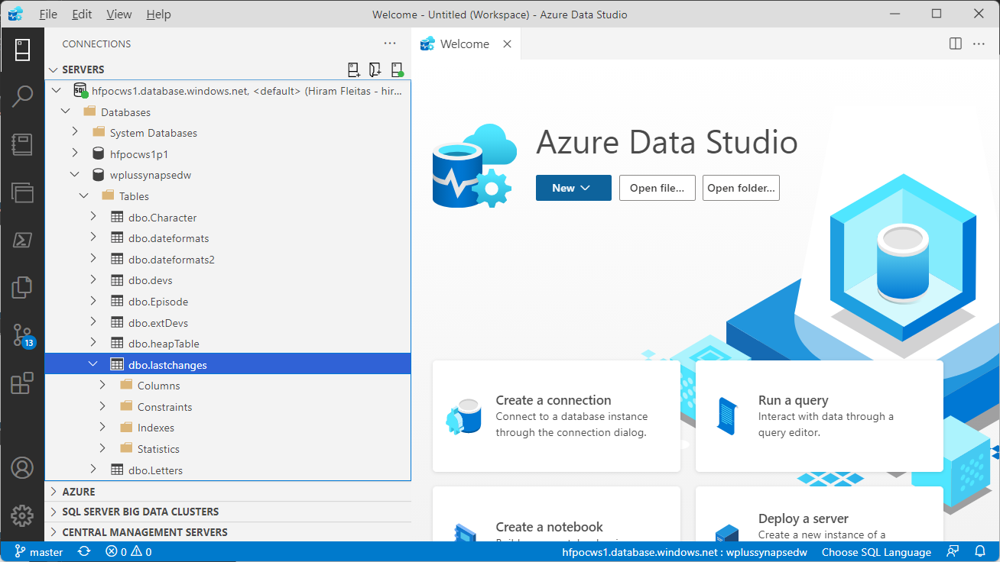 File Edit View Help
Welcome - Untitled (Workspace) - Azure Data Studio
CONNECTIONS
SERVERS
SQL
hfpocws1.database.windows.net, <default> (Hiram Fleitas - hir...
Databases
System Databases
hfpocws1p1
wplussynapsedw
Tables
dbo.Character
dbo.dateformats
dbo.dateformats2
dbo.devs
dbo.Episode
dbo.extDevs
dbo.heapTable
dbo.lastchanges
Columns
Constraints
Indexes
Statistics
dbo.Letters
AZURE
SQL SERVER BIG DATA CLUSTERS
CENTRAL MANAGEMENT SERVERS
13
Welcome
Azure Data Studio
New
Open file...
Open folder...
Create a connection
Connect to a database instance
through the connection dialog.
Run a query
Interact with data through a
query editor.
Create a notebook
Deploy a server
Create a new instance of a
master
0
0
hfpocws1.database.windows.net : wplussynapsedw
Choose SQL Language